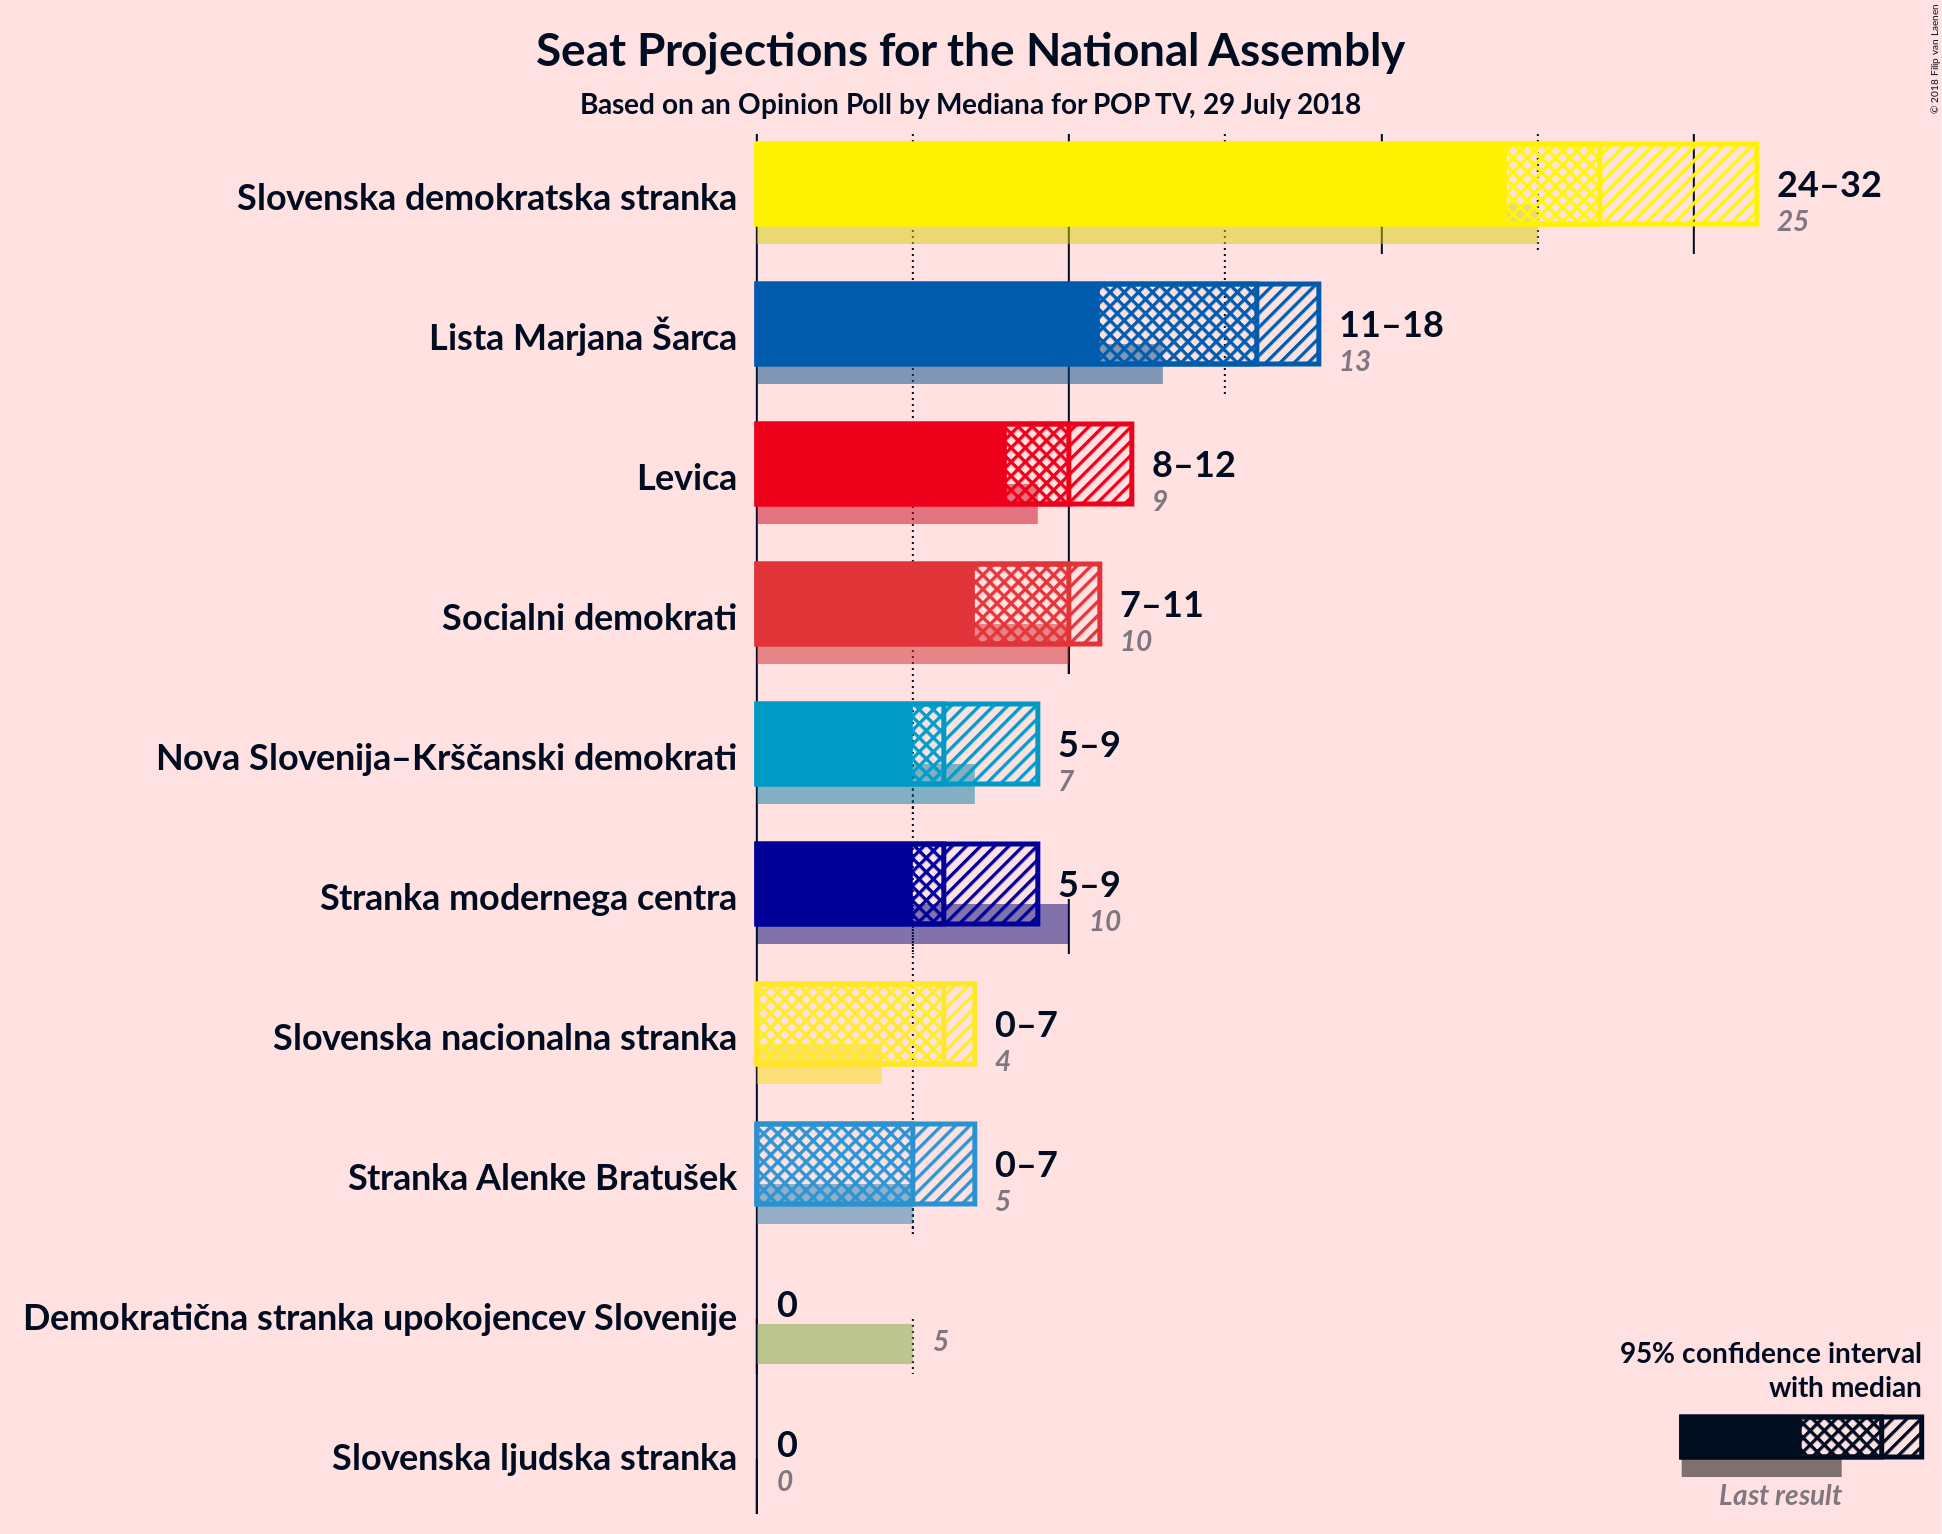 Seat Projections for the National Assembly
Based on an Opinion Poll by Mediana for POP TV, 29 July 2018
© 2018 Filip van Laenen
Slovenska demokratska stranka
24–32
25
Lista Marjana Šarca
11–18
13
Levica
8–12
9
Socialni demokrati
7–11
10
Nova Slovenija–Krščanski demokrati
5–9
7
Stranka modernega centra
5–9
10
Slovenska nacionalna stranka
0–7
4
Stranka Alenke Bratušek
0–7
5
Demokratična stranka upokojencev Slovenije
0
5
Slovenska ljudska stranka
0
0
95% confidence interval
with median
Last result